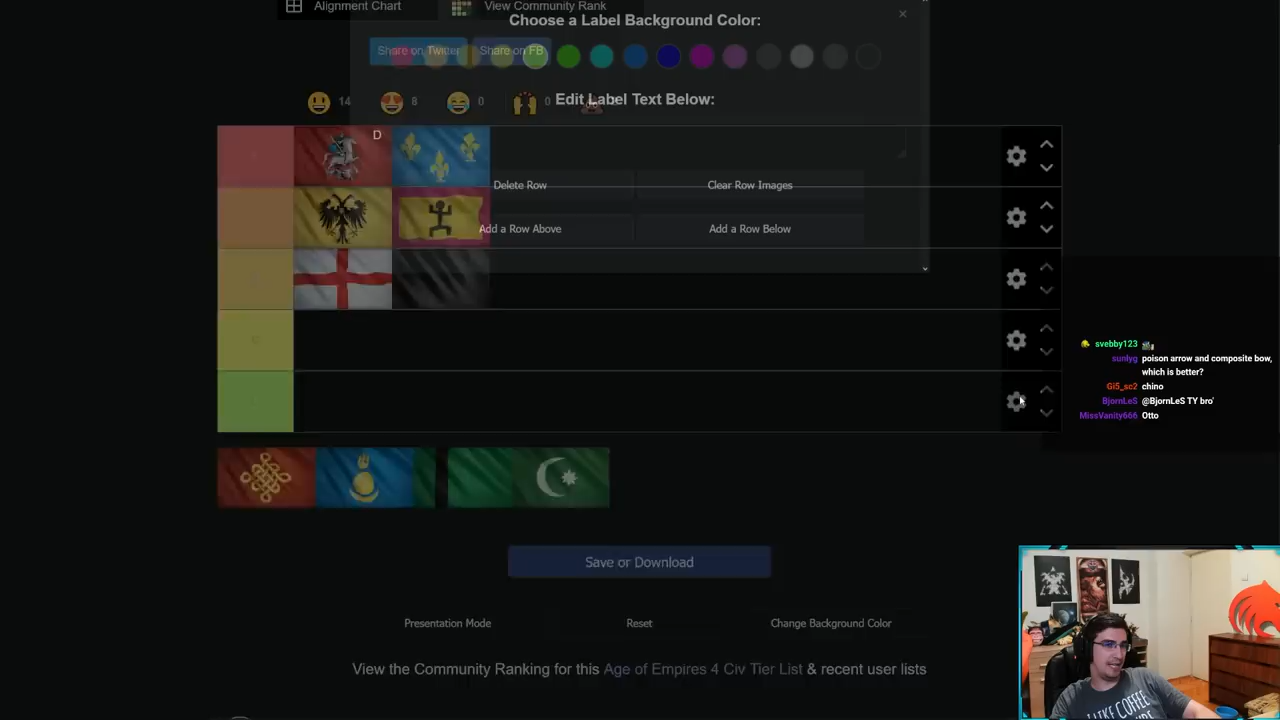 Alignment Chart
View Community Rank
Choose a Label Background Color:
Share on Twitter
Share on FB
14
8
0
0
Edit Label Text Below:
D
Delete Row
Clear Row Images
Add a Row Above
Add a Row Below
svebby123
sunlyg poison arrow and composite bow,
which is better?
Gi5_sc2 chino
BjornLeS @BjornLeS TY bro'
MissVanity666 Otto
Save or Download
Presentation Mode
Reset
Change Background Color
View the Community Ranking for this Age of Empires 4 Civ Tier List & recent user lists
I LIKE COFFEE